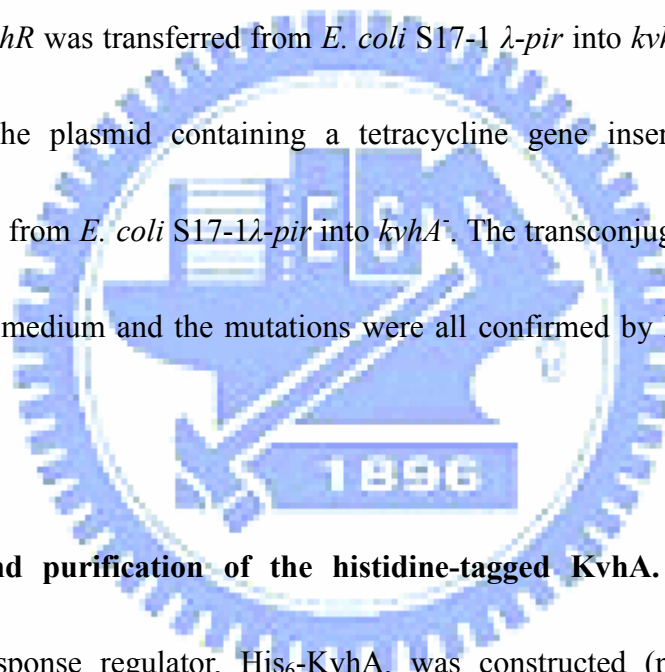 hR was transferred from E. coli S17-1 λ-pir into kvh
he plasmid containing a tetracycline gene inser
from E. coli S17-1λ-pir into kvhA⁻. The transconjug
medium and the mutations were all confirmed by
E S
1896
nd purification of the histidine-tagged KvhA.
sponse regulator, His₆-KvhA, was constructed (p